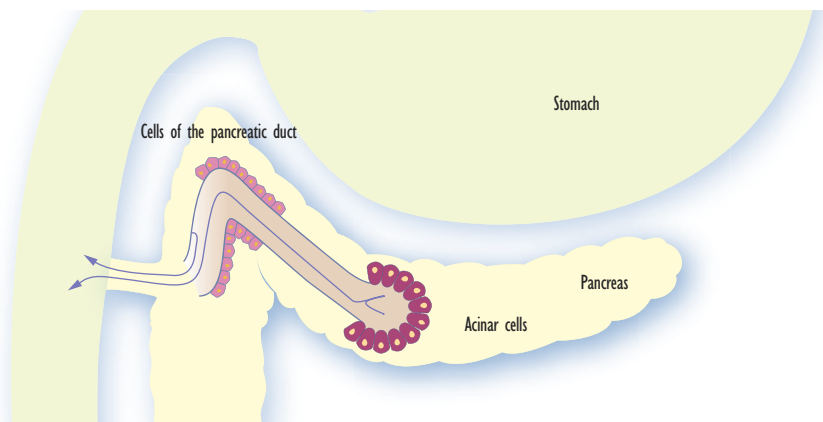 Stomach
Cells of the pancreatic duct
Pancreas
Acinar cells